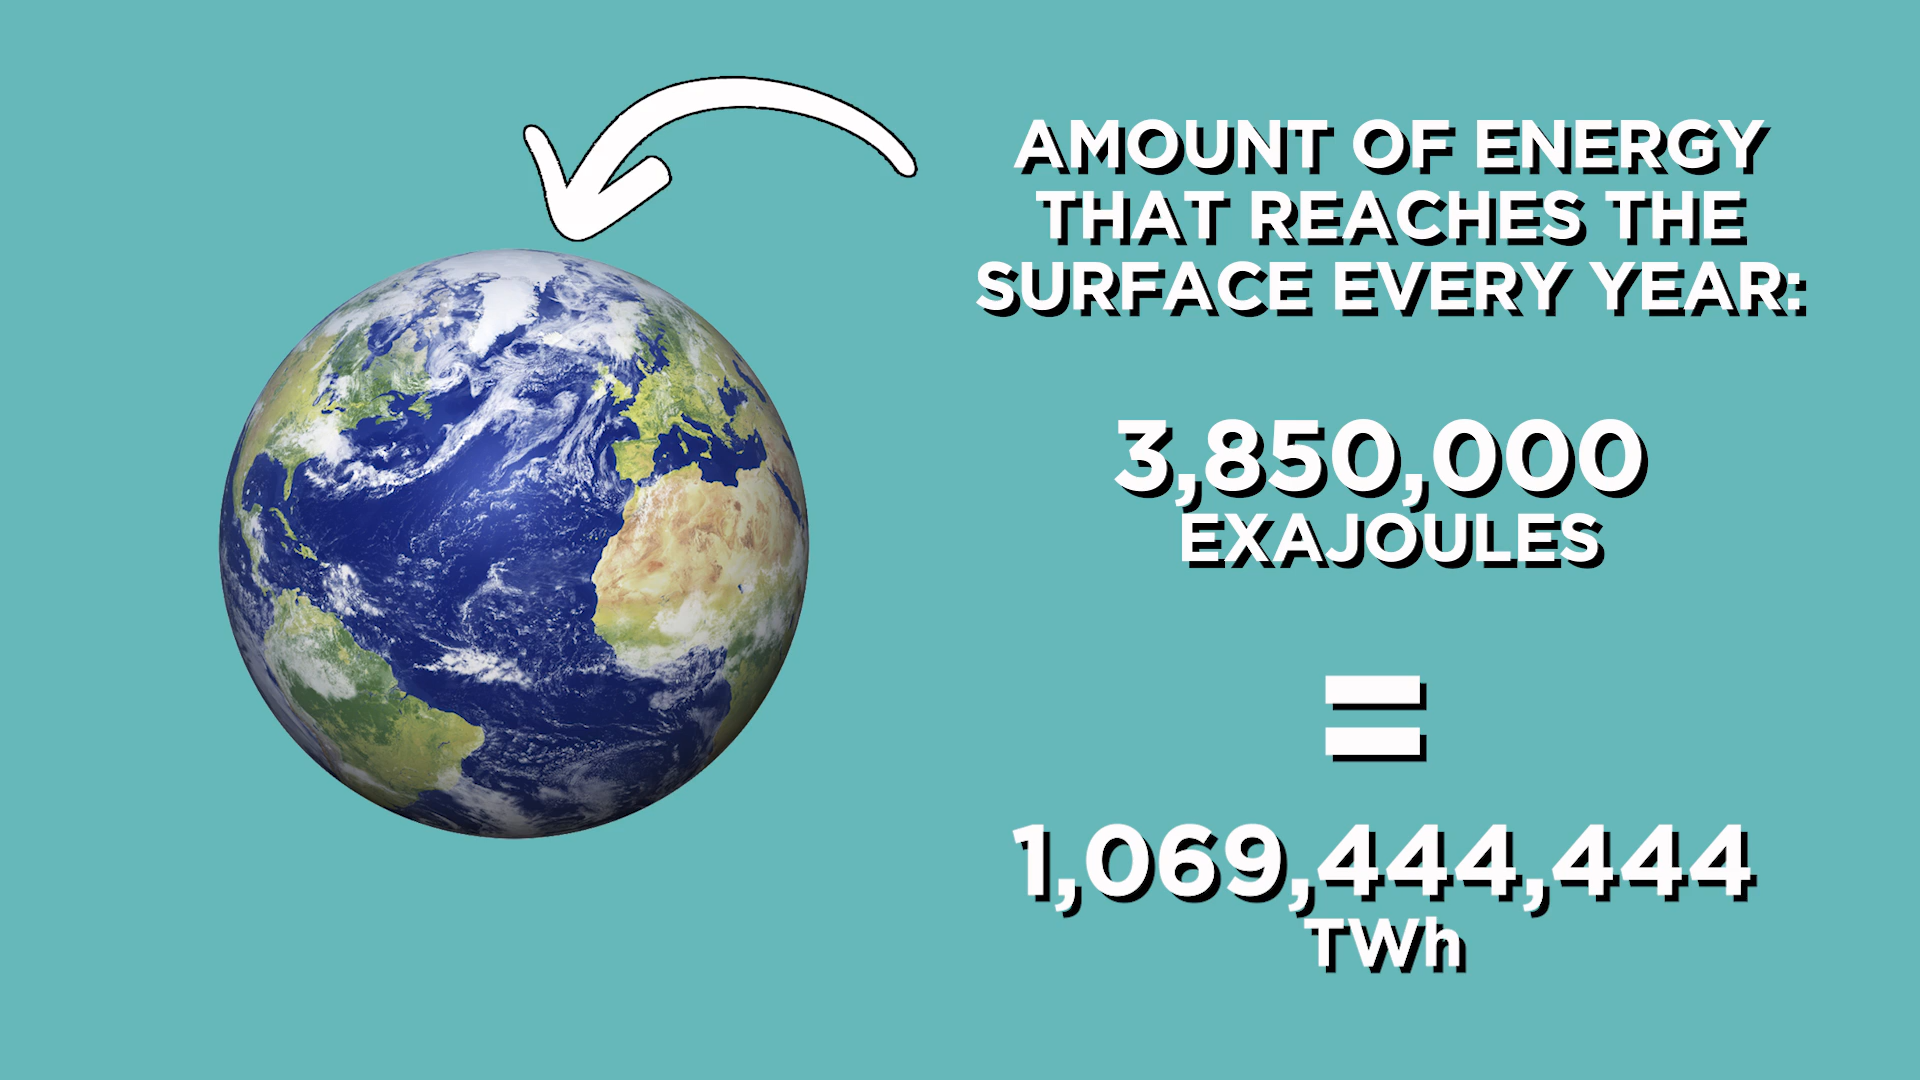 AMOUNT OF ENERGY
THAT REACHES THE
SURFACE EVERY YEAR:
3,850,000
EXAJOULES
=
1,069,444,444
TWh